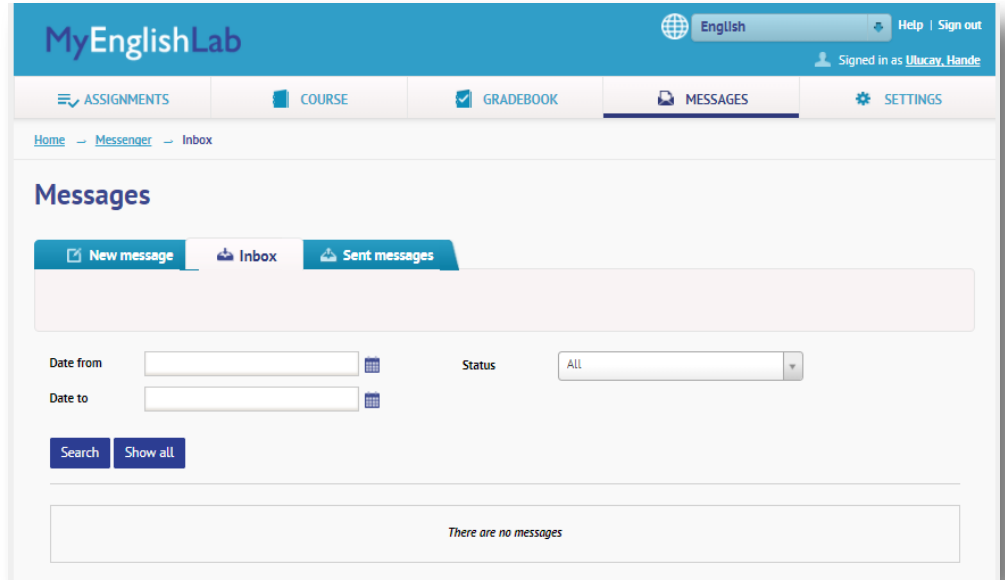 MyEnglishLab
English
Help | Sign out
Signed in as Ulucay, Hande
ASSIGNMENTS COURSE GRADEBOOK MESSAGES SETTINGS
Home → Messenger → Inbox
Messages
New message Inbox Sent messages
Date from Status All
Date to
Search Show all
There are no messages